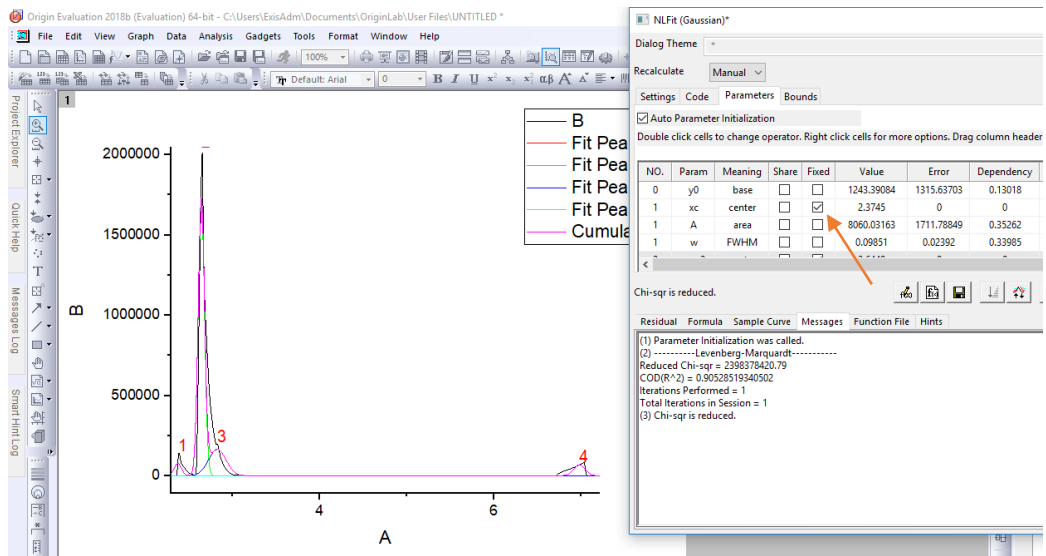 Origin Evaluation 2018b (Evaluation) 64-bit - C:\Users\ExisAdm\Documents\OriginLab\User Files\UNTITLED *
File Edit View Graph Data Analysis Gadgets Tools Format Window Help
100%
Default: Arial 0 B I U x² x₂ αβ A A
Project Explorer
Quick Help
Messages Log
Smart Hint Log
1
B
Fit Pea
Fit Pea
Fit Pea
Fit Pea
Cumula
2000000
1500000
1000000
500000
0
B
1
3
4
4
6
A
NLFit (Gaussian)*
Dialog Theme *
Recalculate Manual
Settings Code Parameters Bounds
Auto Parameter Initialization
Double click cells to change operator. Right click cells for more options. Drag column header
NO. Param Meaning Share Fixed Value Error Dependency
0 y0 base 1243.39084 1315.63703 0.13018
1 xc center 2.3745 0 0
1 A area 8060.03163 1711.78849 0.35262
1 w FWHM 0.09851 0.02392 0.33985
Chi-sqr is reduced.
Residual Formula Sample Curve Messages Function File Hints
(1) Parameter Initialization was called.
(2) ----------Levenberg-Marquardt-----------
Reduced Chi-sqr = 2398378420.79
COD(R^2) = 0.90528519340502
Iterations Performed = 1
Total Iterations in Session = 1
(3) Chi-sqr is reduced.